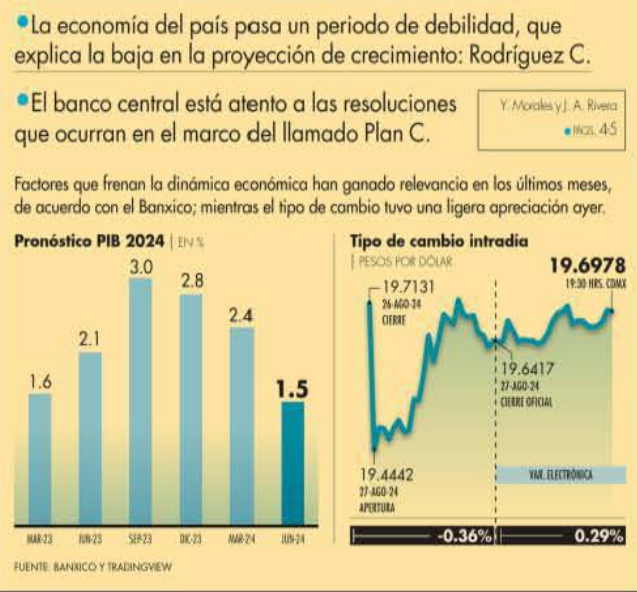 •La economía del país pasa un periodo de debilidad, que
explica la baja en la proyección de crecimiento: Rodríguez C.
•El banco central está atento a las resoluciones
que ocurran en el marco del llamado Plan C.
Y. Morales y J. A. Rivera
• PÁGS. 4-5
Factores que frenan la dinámica económica han ganado relevancia en los últimos meses,
de acuerdo con el Banxico; mientras el tipo de cambio tuvo una ligera apreciación ayer.
Pronóstico PIB 2024 | EN %
1.6
2.1
3.0
2.8
2.4
1.5
MAR-23 JUN-23 SEP-23 DIC-23 MAR-24 JUN-24
Tipo de cambio intradía
| PESOS POR DÓLAR
19.6978
19:30 HRS. CDMX
19.7131
26-AGO-24
CIERRE
19.6417
27-AGO-24
CIERRE OFICIAL
19.4442
27-AGO-24
APERTURA
VAR. ELECTRÓNICA
-0.36% 0.29%
FUENTE: BANXICO Y TRADINGVIEW